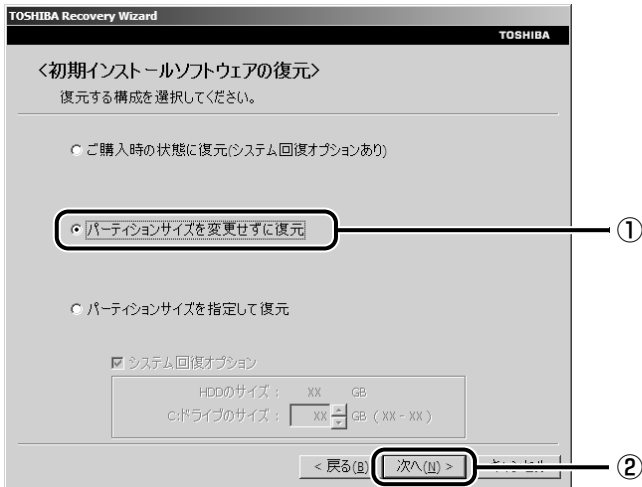 TOSHIBA Recovery Wizard
TOSHIBA
<初期インストールソフトウェアの復元>
復元する構成を選択してください。
ご購入時の状態に復元(システム回復オプションあり)
パーティションサイズを変更せずに復元
①
パーティションサイズを指定して復元
システム回復オプション
HDDのサイズ： XX GB
C:ドライブのサイズ： XX GB ( XX - XX )
< 戻る(B) 次へ(N) >
②